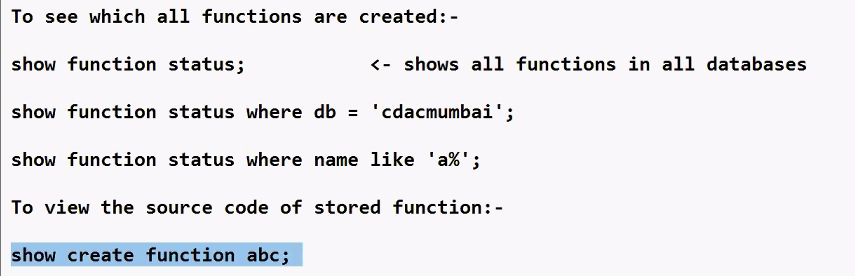 To see which all functions are created:-
show function status;          <- shows all functions in all databases
show function status where db = 'cdacmumbai';
show function status where name like 'a%';
To view the source code of stored function:-
show create function abc;